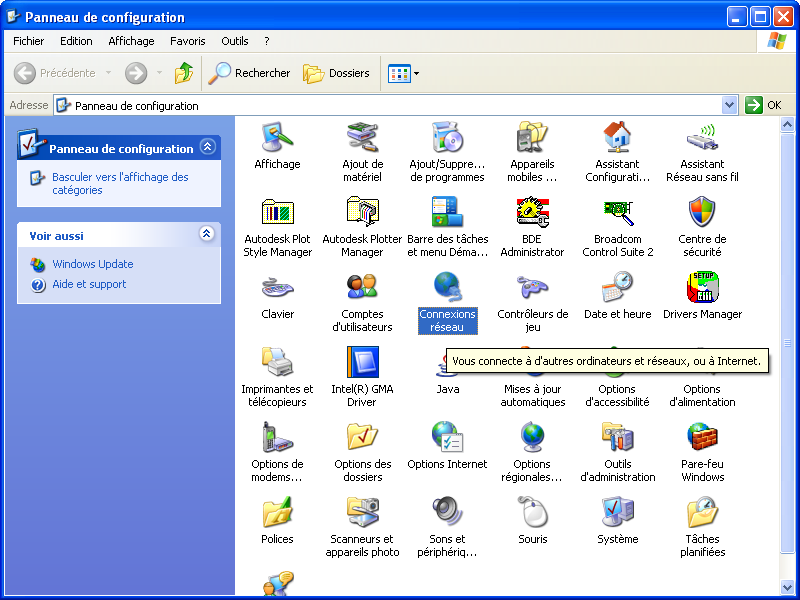 Panneau de configuration
Fichier Edition Affichage Favoris Outils ?
Précédente Rechercher Dossiers
Adresse Panneau de configuration OK
Panneau de configuration
Basculer vers l'affichage des
catégories
Voir aussi
Windows Update
Aide et support
Affichage
Ajout de
matériel
Ajout/Suppre...
de programmes
Appareils
mobiles ...
Assistant
Configurati...
Assistant
Réseau sans fil
Autodesk Plot
Style Manager
Autodesk Plotter
Manager
Barre des tâches
et menu Déma...
BDE
Administrator
Broadcom
Control Suite 2
Centre de
sécurité
Clavier
Comptes
d'utilisateurs
Connexions
réseau
Contrôleurs de
jeu
Date et heure
SETUP
Drivers Manager
Vous connecte à d'autres ordinateurs et réseaux, ou à Internet.
Imprimantes et
télécopieurs
Intel(R) GMA
Driver
Java
Mises à jour
automatiques
Options
d'accessibilité
Options
d'alimentation
Options de
modems...
Options des
dossiers
Options Internet
Options
régionales...
Outils
d'administration
Pare-feu
Windows
Polices
Scanneurs et
appareils photo
Sons et
périphériq...
Souris
Système
Tâches
planifiées